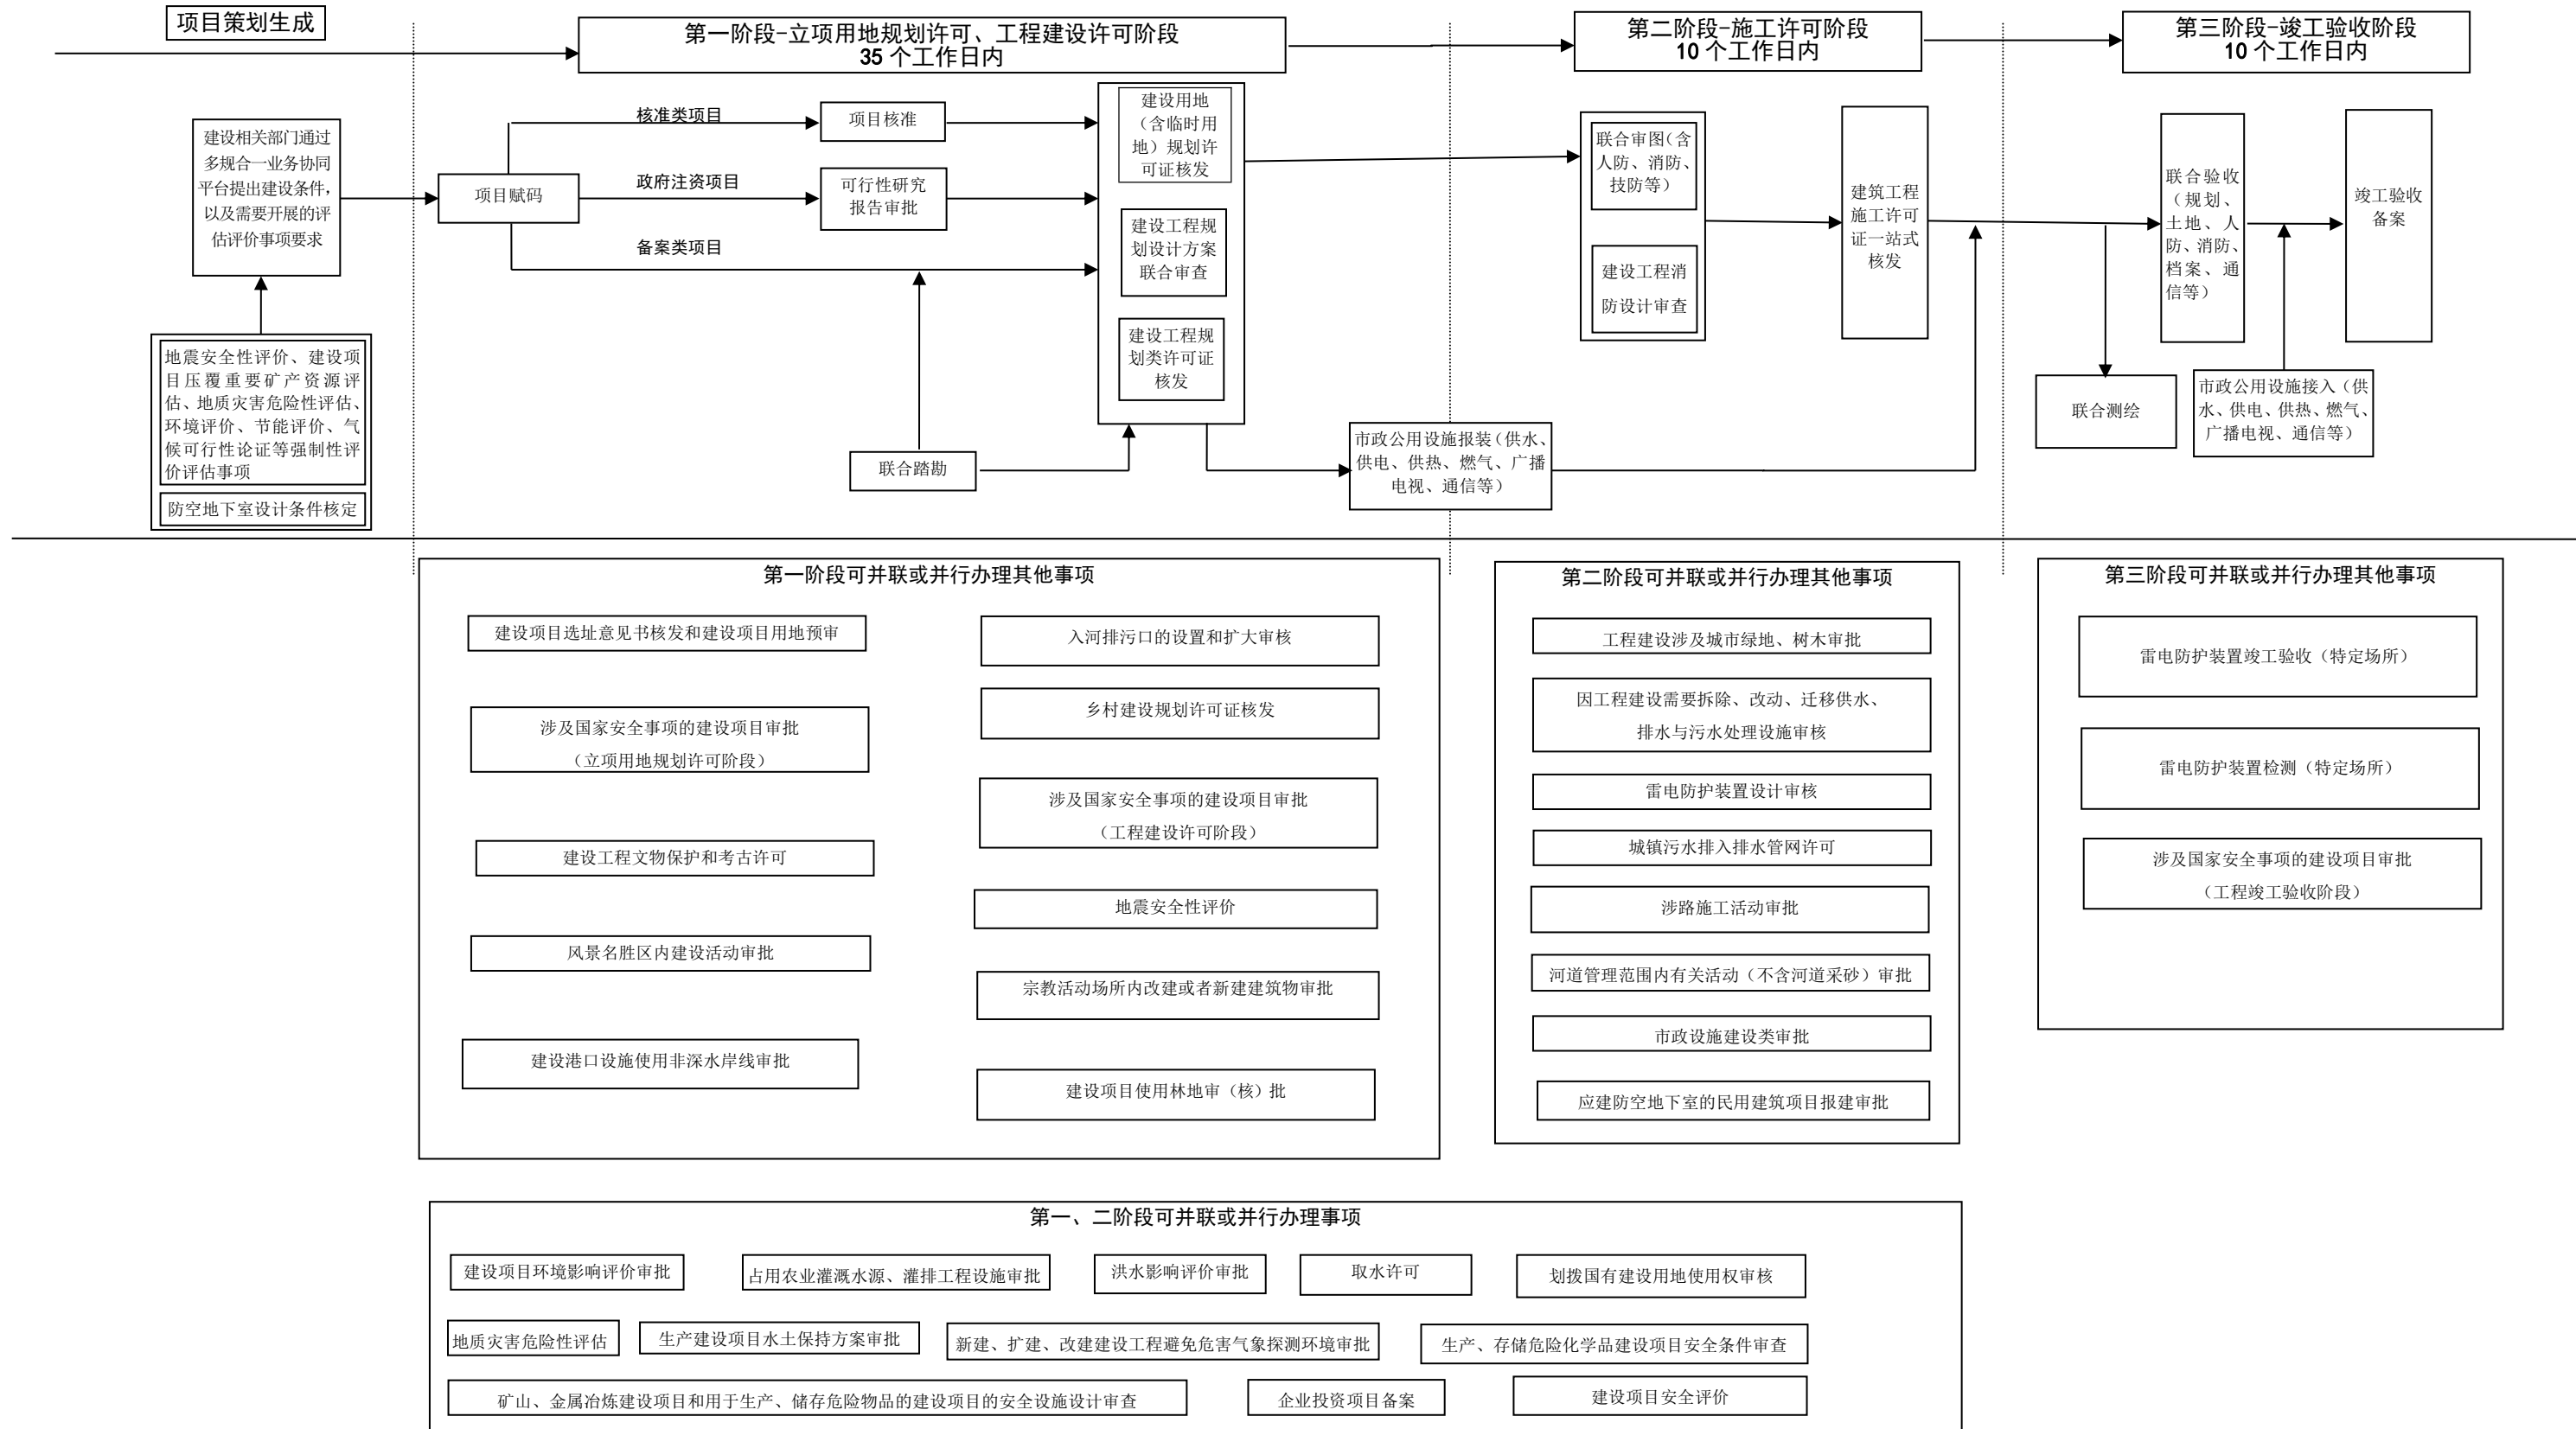 项目策划生成
第一阶段-立项用地规划许可、工程建设许可阶段
35 个工作日内
第二阶段-施工许可阶段
10 个工作日内
第三阶段-竣工验收阶段
10 个工作日内
建设相关部门通过
多规合一业务协同
平台提出建设条件，
以及需要开展的评
估评价事项要求
地震安全性评价、建设项
目压覆重要矿产资源评
估、地质灾害危险性评估、
环境评价、节能评价、气
候可行性论证等强制性评
价评估事项
防空地下室设计条件核定
项目赋码
核准类项目
政府注资项目
备案类项目
项目核准
可行性研究
报告审批
联合踏勘
建设用地
（含临时用
地）规划许
可证核发
建设工程规
划设计方案
联合审查
建设工程规
划类许可证
核发
市政公用设施报装（供水、
供电、供热、燃气、广播
电视、通信等）
联合审图（含
人防、消防、
技防等）
建设工程消
防设计审查
建筑工程
施工许可
证一站式
核发
联合验收
（规划、
土地、人
防、消防、
档案、通
信等）
竣工验收
备案
联合测绘
市政公用设施接入（供
水、供电、供热、燃气、
广播电视、通信等）
第一阶段可并联或并行办理其他事项
建设项目选址意见书核发和建设项目用地预审
涉及国家安全事项的建设项目审批
（立项用地规划许可阶段）
建设工程文物保护和考古许可
风景名胜区内建设活动审批
建设港口设施使用非深水岸线审批
入河排污口的设置和扩大审核
乡村建设规划许可证核发
涉及国家安全事项的建设项目审批
（工程建设许可阶段）
地震安全性评价
宗教活动场所内改建或者新建建筑物审批
建设项目使用林地审（核）批
第二阶段可并联或并行办理其他事项
工程建设涉及城市绿地、树木审批
因工程建设需要拆除、改动、迁移供水、
排水与污水处理设施审核
雷电防护装置设计审核
城镇污水排入排水管网许可
涉路施工活动审批
河道管理范围内有关活动（不含河道采砂）审批
市政设施建设类审批
应建防空地下室的民用建筑项目报建审批
第三阶段可并联或并行办理其他事项
雷电防护装置竣工验收（特定场所）
雷电防护装置检测（特定场所）
涉及国家安全事项的建设项目审批
（工程竣工验收阶段）
第一、二阶段可并联或并行办理事项
建设项目环境影响评价审批
占用农业灌溉水源、灌排工程设施审批
洪水影响评价审批
取水许可
划拨国有建设用地使用权审核
地质灾害危险性评估
生产建设项目水土保持方案审批
新建、扩建、改建建设工程避免危害气象探测环境审批
生产、存储危险化学品建设项目安全条件审查
矿山、金属冶炼建设项目和用于生产、储存危险物品的建设项目的安全设施设计审查
企业投资项目备案
建设项目安全评价